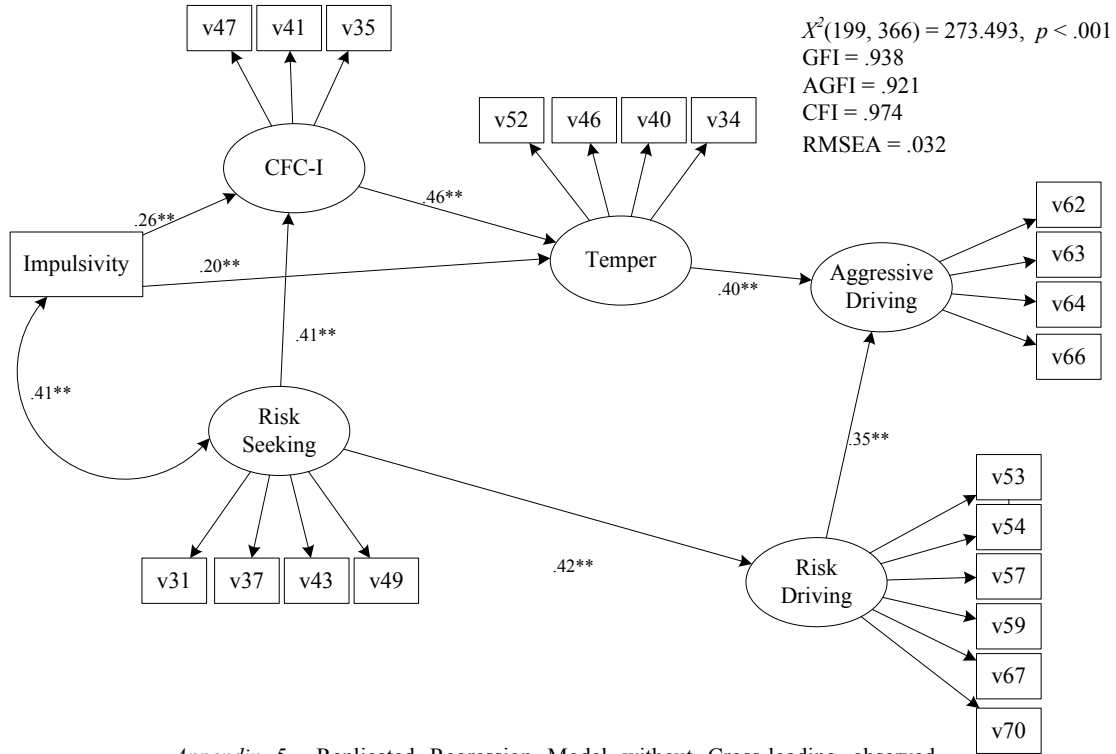 v47 v41 v35
X²(199, 366) = 273.493, p < .001
GFI = .938
AGFI = .921
CFI = .974
RMSEA = .032
v52 v46 v40 v34
CFC-I
v62
.46**
.26**
v63
Impulsivity
.20**
Temper
Aggressive
Driving
.40**
v64
.41**
v66
.41**
Risk
Seeking
.35**
v53
v54
.42**
v31 v37 v43 v49
Risk
Driving
v57
v59
v67
v70
Appendix 5. Replicated Regression Model without Cross-loading observed